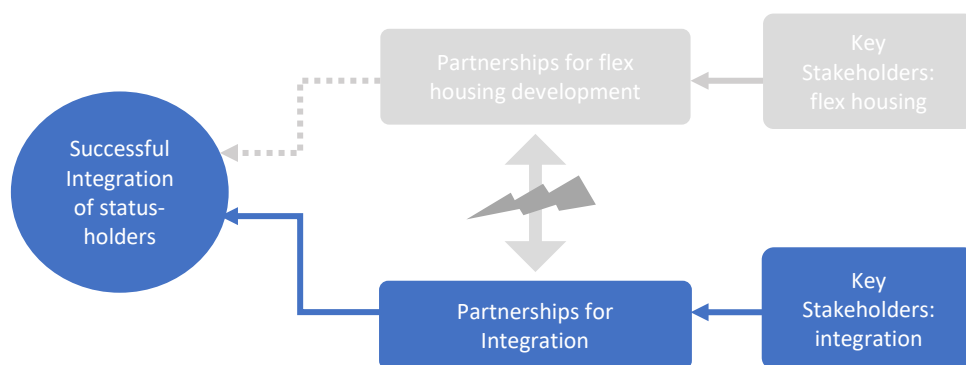 Partnerships for flex
housing development
Key
Stakeholders:
flex housing
Successful
Integration
of status-
holders
Partnerships for
Integration
Key
Stakeholders:
integration